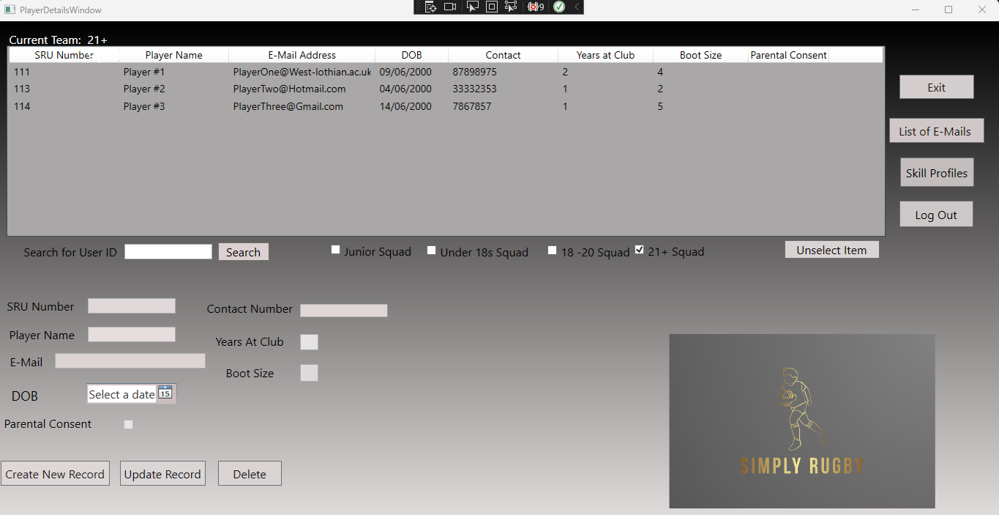 PlayerDetailsWindow
9
Current Team: 21+
SRU Number Player Name E-Mail Address DOB Contact Years at Club Boot Size Parental Consent
111 Player #1 PlayerOne@West-lothian.ac.uk 09/06/2000 87898975 2 4
113 Player #2 PlayerTwo@Hotmail.com 04/06/2000 33332353 1 2
114 Player #3 PlayerThree@Gmail.com 14/06/2000 7867857 1 5
Exit
List of E-Mails
Skill Profiles
Log Out
Search for User ID Search Junior Squad Under 18s Squad 18 -20 Squad 21+ Squad Unselect Item
SRU Number Contact Number
Player Name Years At Club
E-Mail Boot Size
DOB Select a date 15
Parental Consent
Create New Record Update Record Delete
SIMPLY RUGBY